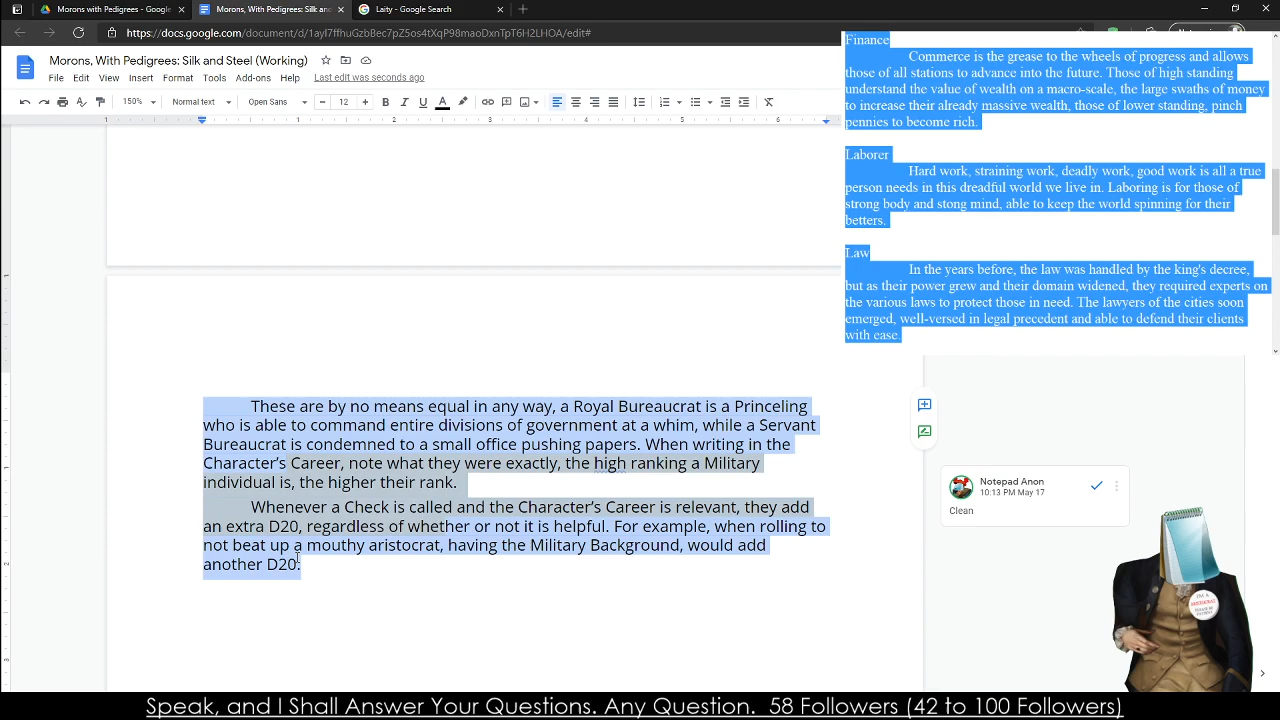 Morons with Pedigrees - Google
Morons, With Pedigrees: Silk and
Laity - Google Search
https://docs.google.com/document/d/1ayI7ffhuGzbBec7pZ5os4tXqP98maoDxnTpT6H2LHOA/edit#
Morons, With Pedigrees: Silk and Steel (Working)
File Edit View Insert Format Tools Add-ons Help Last edit was seconds ago
150% Normal text Open Sans 12
1 1 2 3 4 5 6
Finance
Commerce is the grease to the wheels of progress and allows
those of all stations to advance into the future. Those of high standing
understand the value of wealth on a macro-scale, the large swaths of money
to increase their already massive wealth, those of lower standing, pinch
pennies to become rich.
Laborer
Hard work, straining work, deadly work, good work is all a true
person needs in this dreadful world we live in. Laboring is for those of
strong body and stong mind, able to keep the world spinning for their
betters.
Law
In the years before, the law was handled by the king's decree,
but as their power grew and their domain widened, they required experts on
the various laws to protect those in need. The lawyers of the cities soon
emerged, well-versed in legal precedent and able to defend their clients
with ease.
These are by no means equal in any way, a Royal Bureaucrat is a Princeling
who is able to command entire divisions of government at a whim, while a Servant
Bureaucrat is condemned to a small office pushing papers. When writing in the
Character's Career, note what they were exactly, the high ranking a Military
individual is, the higher their rank.
Whenever a Check is called and the Character's Career is relevant, they add
an extra D20, regardless of whether or not it is helpful. For example, when rolling to
not beat up a mouthy aristocrat, having the Military Background, would add
another D20.
Notepad Anon
10:13 PM May 17
Clean
I'M A
Speak, and I Shall Answer Your Questions. Any Question. 58 Followers (42 to 100 Followers)